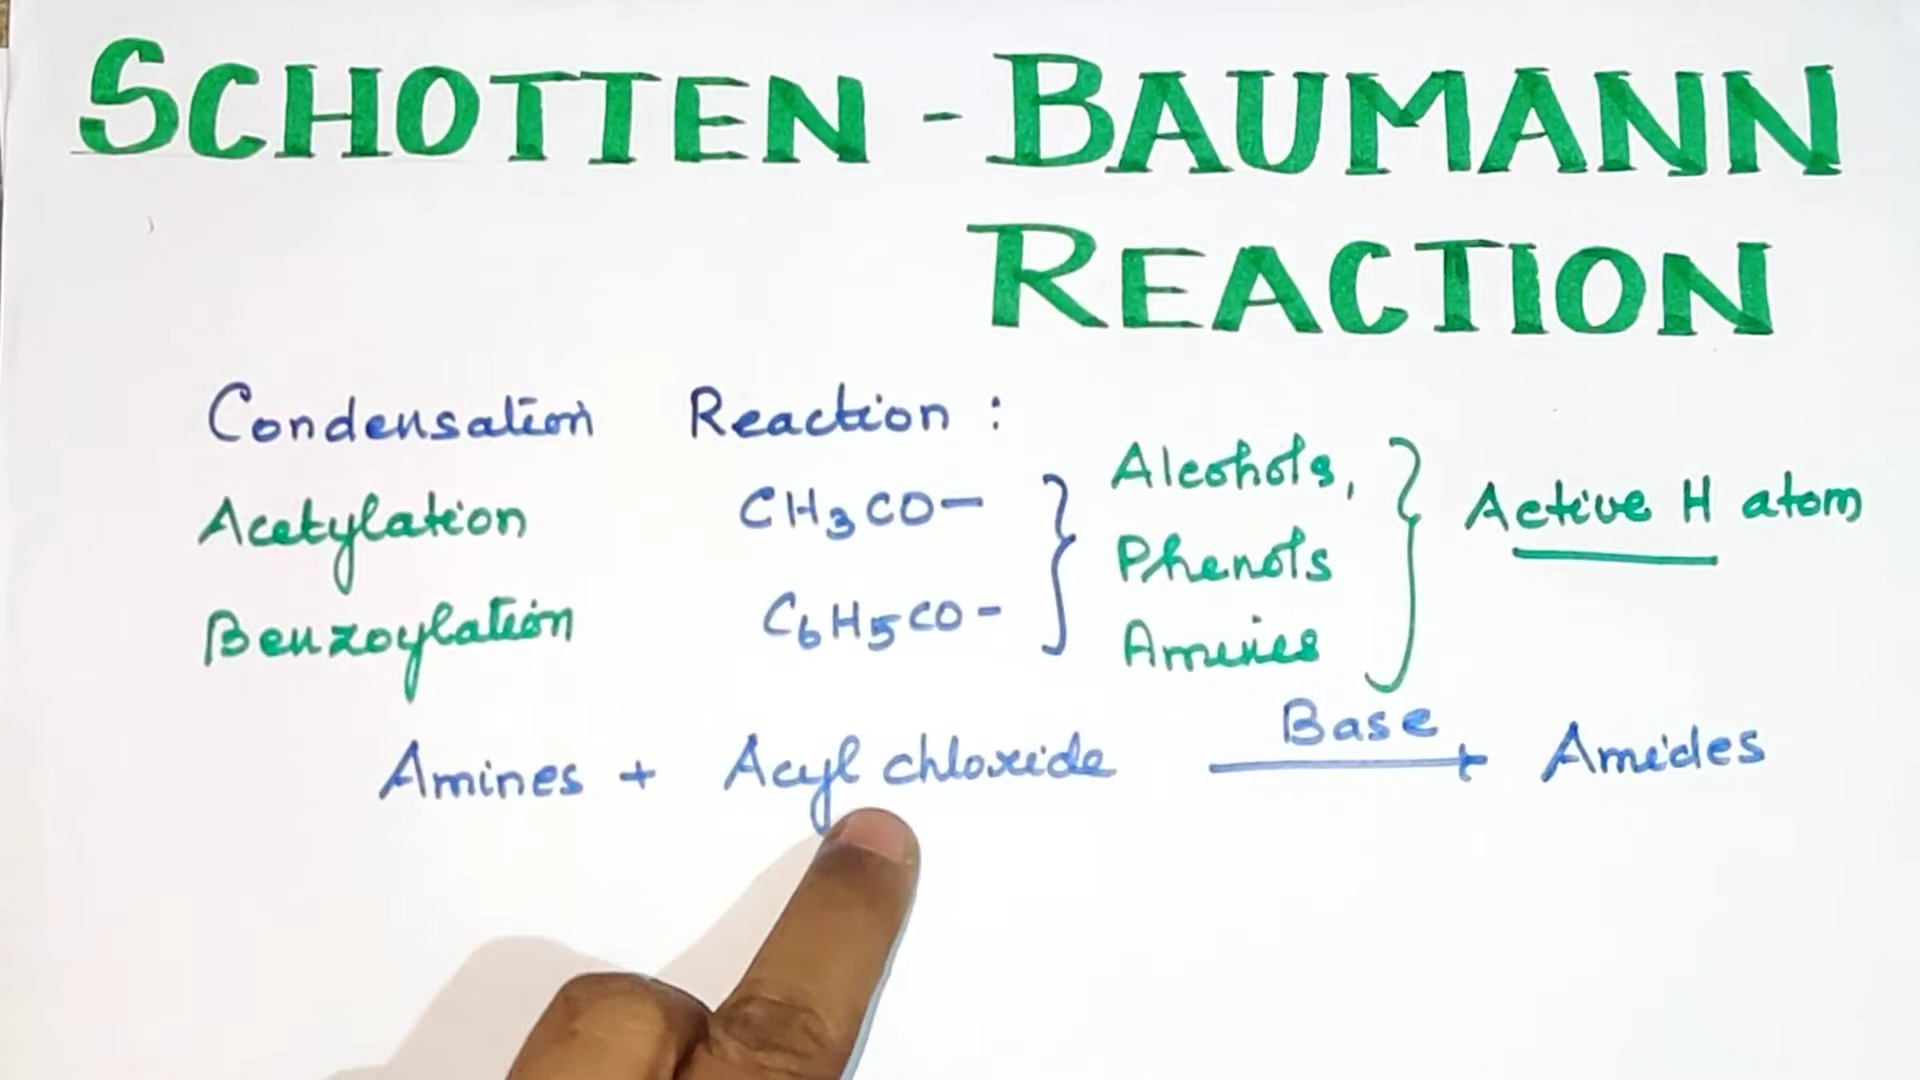 SCHOTTEN - BAUMANN
REACTION
Condensation Reaction :
Acetylation CH3CO- } Alcohols, } Active H atom
Phenols
Benzoylation C6H5CO- Amines
Amines + Acyl chloride Base → Amides